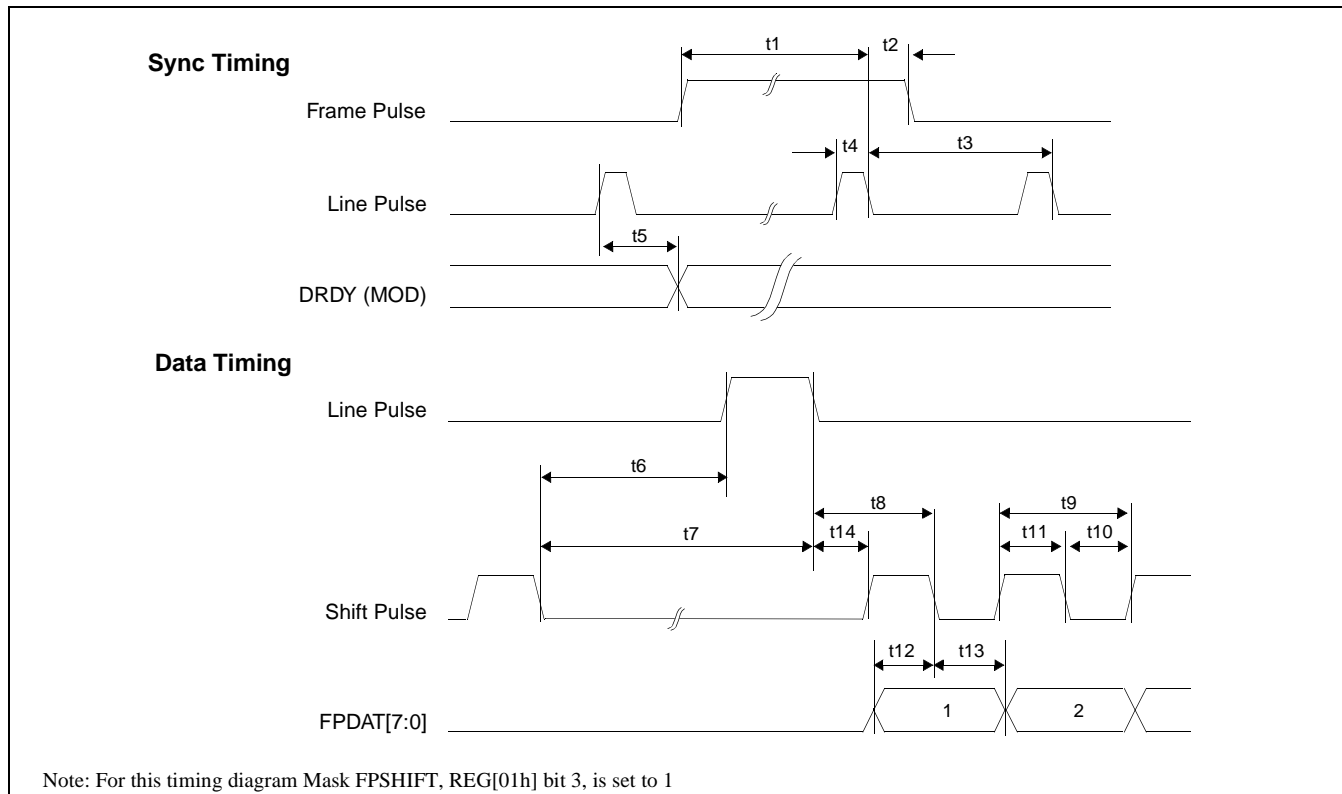 Sync Timing
t1
t2
Frame Pulse
t4
t3
Line Pulse
t5
DRDY (MOD)
Data Timing
Line Pulse
t6
t8
t9
t7
t14
t11
t10
Shift Pulse
t12
t13
FPDAT[7:0]
1
2
Note: For this timing diagram Mask FPSHIFT, REG[01h] bit 3, is set to 1